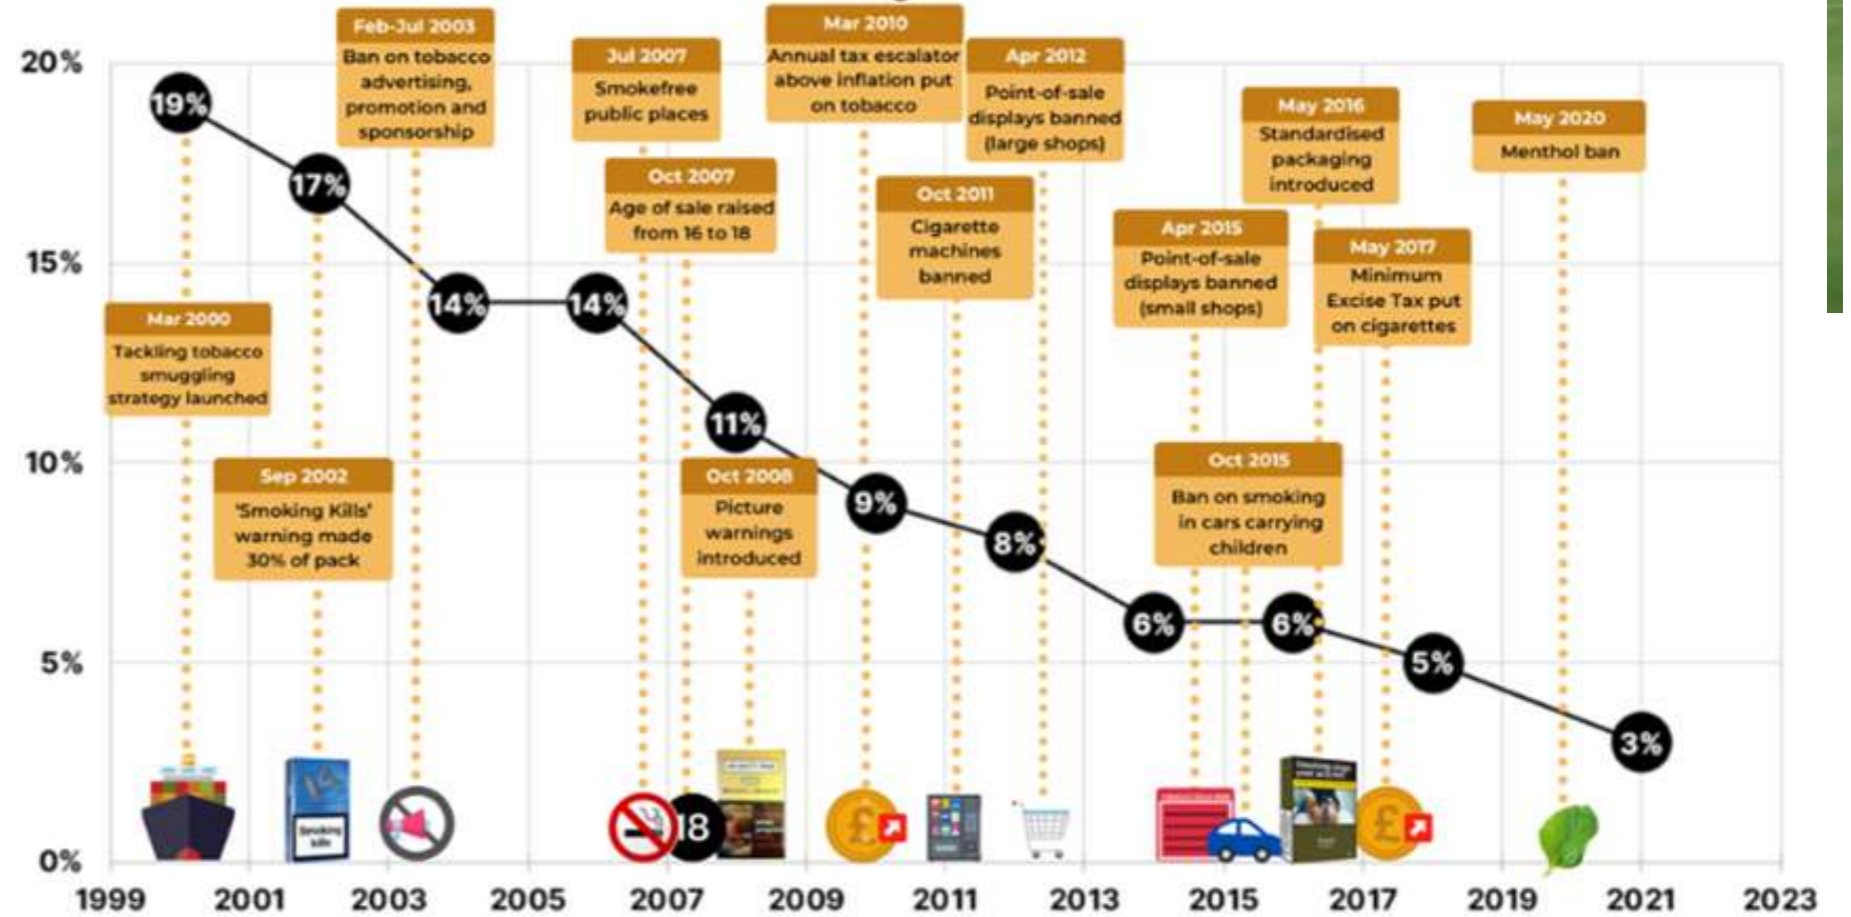 Feb-Jul 2003
Ban on tobacco
advertising,
promotion and
sponsorship
Jul 2007
Smokefree
public places
Mar 2010
Annual tax escalator
above inflation put
on tobacco
Apr 2012
Point-of-sale
displays banned
(large shops)
May 2016
Standardised
packaging
introduced
May 2020
Menthol ban
Oct 2007
Age of sale raised
from 16 to 18
Oct 2011
Cigarette
machines
banned
Apr 2015
Point-of-sale
displays banned
(small shops)
May 2017
Minimum
Excise Tax put
on cigarettes
Mar 2000
Tackling tobacco
smuggling
strategy launched
Sep 2002
'Smoking Kills'
warning made
30% of pack
Oct 2008
Picture
warnings
introduced
Oct 2015
Ban on smoking
in cars carrying
children
20%
15%
10%
5%
0%
19%
17%
14%
14%
11%
9%
8%
6%
6%
5%
3%
Smoking
kills
18
£
£
1999 2001 2003 2005 2007 2009 2011 2013 2015 2017 2019 2021 2023